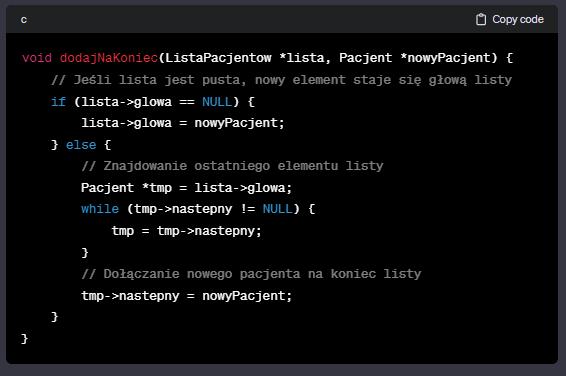 c Copy code
void dodajNaKoniec(ListaPacjentow *lista, Pacjent *nowyPacjent) {
    // Jeśli lista jest pusta, nowy element staje się głową listy
    if (lista->glowa == NULL) {
        lista->glowa = nowyPacjent;
    } else {
        // Znajdowanie ostatniego elementu listy
        Pacjent *tmp = lista->glowa;
        while (tmp->nastepny != NULL) {
            tmp = tmp->nastepny;
        }
        // Dołączanie nowego pacjenta na koniec listy
        tmp->nastepny = nowyPacjent;
    }
}